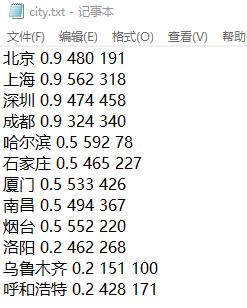 city.txt - 记事本
文件(F) 编辑(E) 格式(O) 查看(V) 帮助
北京 0.9 480 191
上海 0.9 562 318
深圳 0.9 474 458
成都 0.9 324 340
哈尔滨 0.5 592 78
石家庄 0.5 465 227
厦门 0.5 533 426
南昌 0.5 494 367
烟台 0.5 552 220
洛阳 0.2 462 268
乌鲁木齐 0.2 151 100
呼和浩特 0.2 428 171